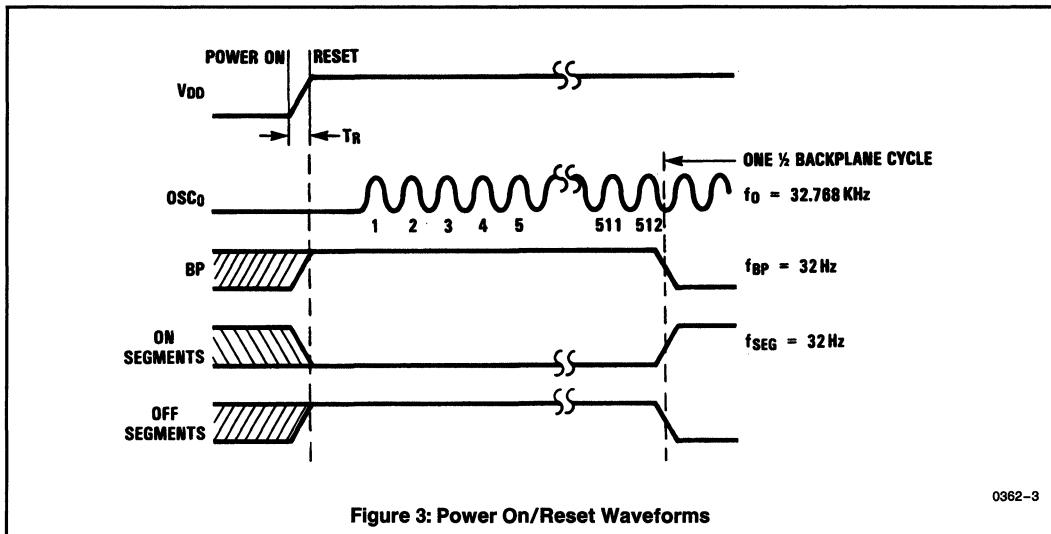 POWER ON RESET
VDD
TR
ONE ½ BACKPLANE CYCLE
OSCO
fO = 32.768 KHz
1 2 3 4 5 511 512
BP
fBP = 32 Hz
ON
SEGMENTS
fSEG = 32 Hz
OFF
SEGMENTS
0362–3
Figure 3: Power On/Reset Waveforms